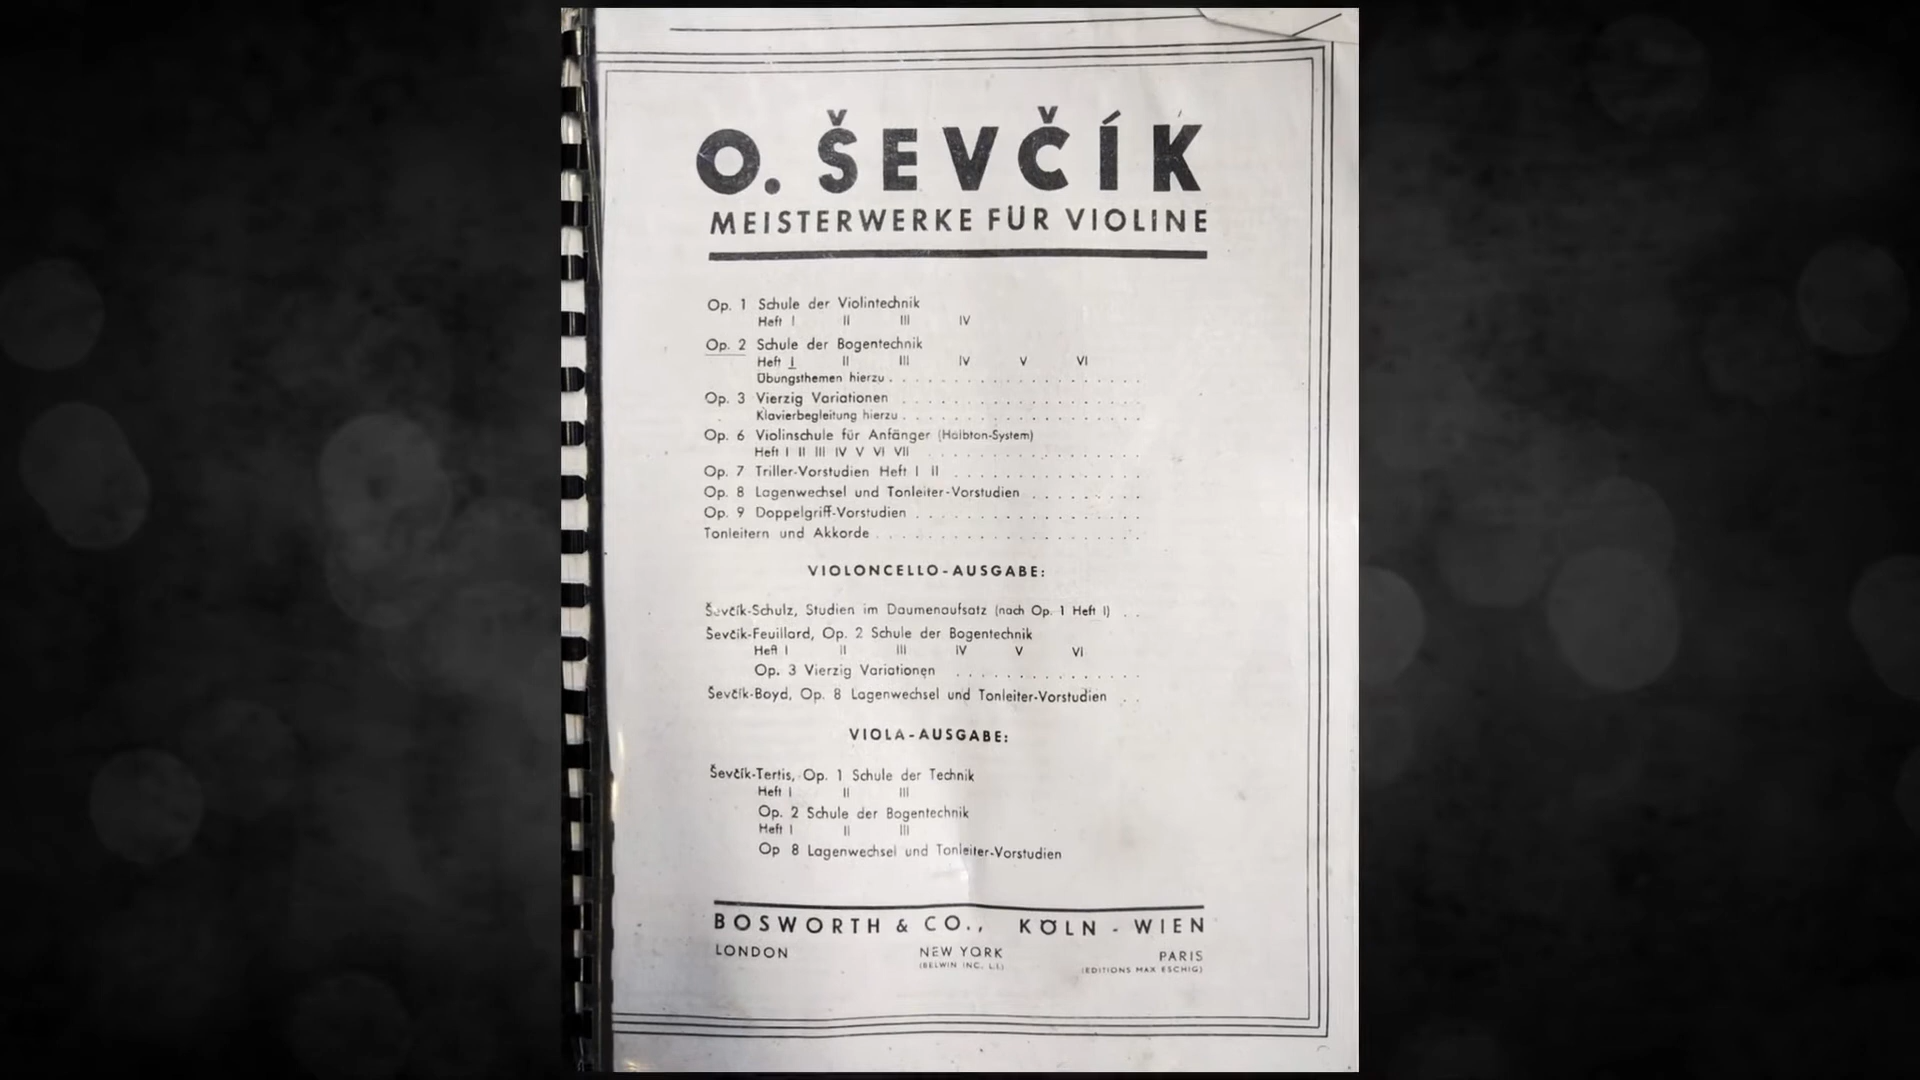 O. ŠEVČÍK
MEISTERWERKE FÜR VIOLINE
Op. 1 Schule der Violintechnik
Heft I II III IV
Op. 2 Schule der Bogentechnik
Heft I II III IV V VI
Übungsthemen hierzu . . . . . . . . . . . . . . . . . .
Op. 3 Vierzig Variationen . . . . . . . . . . . . . . . . . .
Klavierbegleitung hierzu . . . . . . . . . . . . . . . . . .
Op. 6 Violinschule für Anfänger (Halbton-System)
Heft I II III IV V VI VII . . . . . . . . . . . . . . . . .
Op. 7 Triller-Vorstudien Heft I II . . . . . . . . . . . . . . .
Op. 8 Lagenwechsel und Tonleiter-Vorstudien . . . . . . . . .
Op. 9 Doppelgriff-Vorstudien . . . . . . . . . . . . . . . . . .
Tonleitern und Akkorde . . . . . . . . . . . . . . . . . . . .
VIOLONCELLO-AUSGABE:
Ševčík-Schulz, Studien im Daumenaufsatz (nach Op. 1 Heft I) . .
Ševčík-Feuillard, Op. 2 Schule der Bogentechnik
Heft I II III IV V VI
Op. 3 Vierzig Variationen . . . . . . . . . . . . . .
Ševčík-Boyd, Op. 8 Lagenwechsel und Tonleiter-Vorstudien . .
VIOLA-AUSGABE:
Ševčík-Tertis, Op. 1 Schule der Technik
Heft I II III
Op. 2 Schule der Bogentechnik
Heft I II III
Op 8 Lagenwechsel und Tonleiter-Vorstudien
BOSWORTH & CO., KÖLN - WIEN
LONDON NEW YORK PARIS
(BELWIN INC. L.I.) (EDITIONS MAX ESCHIG)